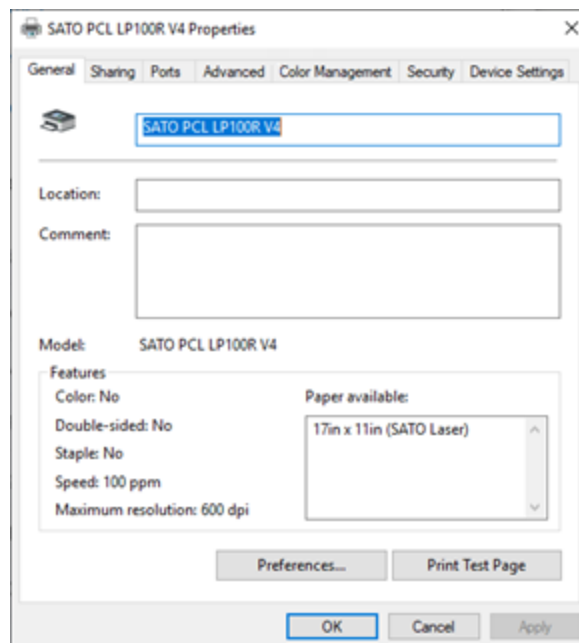 SATO PCL LP100R V4 Properties
General Sharing Ports Advanced Color Management Security Device Settings
SATO PCL LP100R V4
Location:
Comment:
Model: SATO PCL LP100R V4
Features
Color: No
Double-sided: No
Staple: No
Speed: 100 ppm
Maximum resolution: 600 dpi
Paper available:
17in x 11in (SATO Laser)
Preferences... Print Test Page
OK Cancel Apply